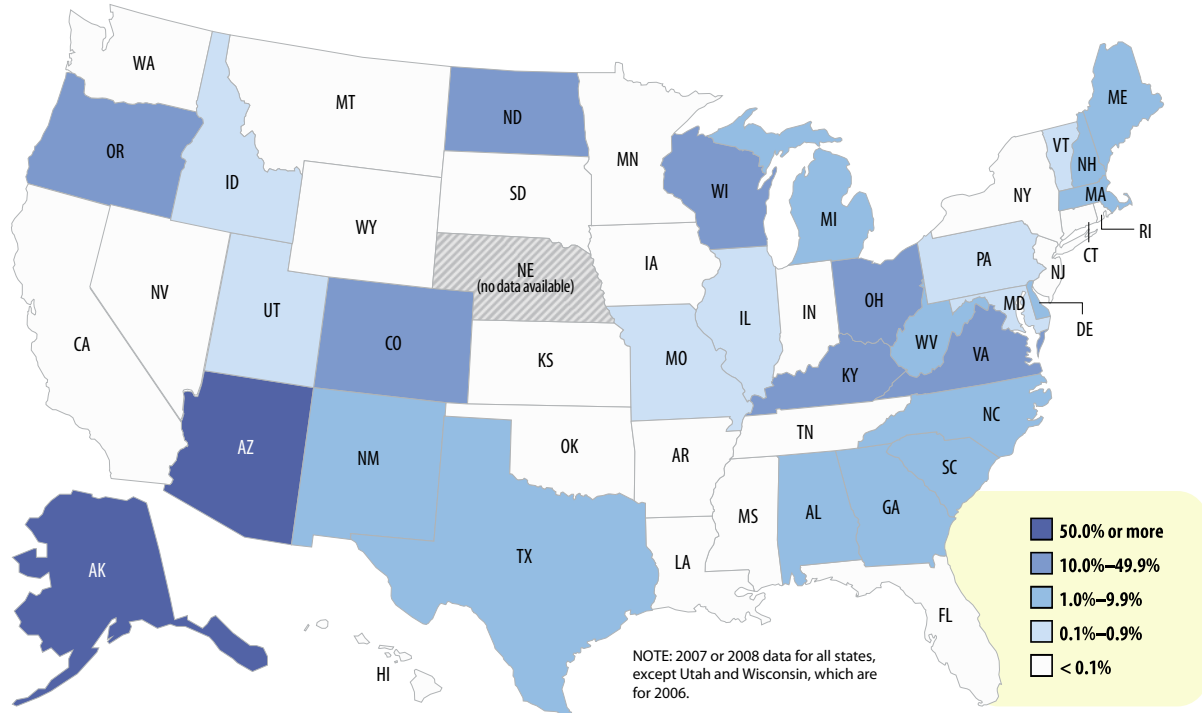 WA
MT
ND
MN
ME
VT
NH
OR
ID
SD
WI
MI
NY
MA
RI
CT
WY
IA
PA
NJ
NE
(no data available)
NV
UT
IL
IN
OH
MD
DE
CA
CO
KS
MO
WV
VA
KY
AZ
NM
OK
AR
TN
NC
SC
MS
AL
GA
TX
LA
AK
FL
HI
50.0% or more
10.0%–49.9%
1.0%–9.9%
0.1%–0.9%
< 0.1%
NOTE: 2007 or 2008 data for all states,
except Utah and Wisconsin, which are
for 2006.